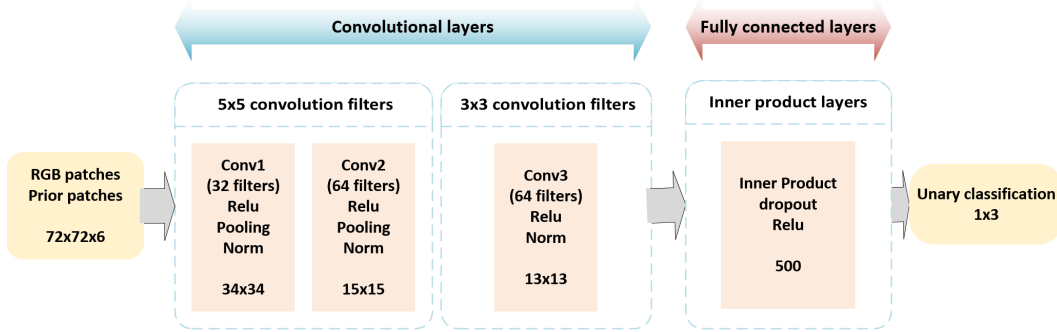 Convolutional layers
Fully connected layers
5x5 convolution filters
3x3 convolution filters
Inner product layers
RGB patches
Prior patches
72x72x6
Conv1
(32 filters)
Relu
Pooling
Norm
34x34
Conv2
(64 filters)
Relu
Pooling
Norm
15x15
Conv3
(64 filters)
Relu
Norm
13x13
Inner Product
dropout
Relu
500
Unary classification
1x3